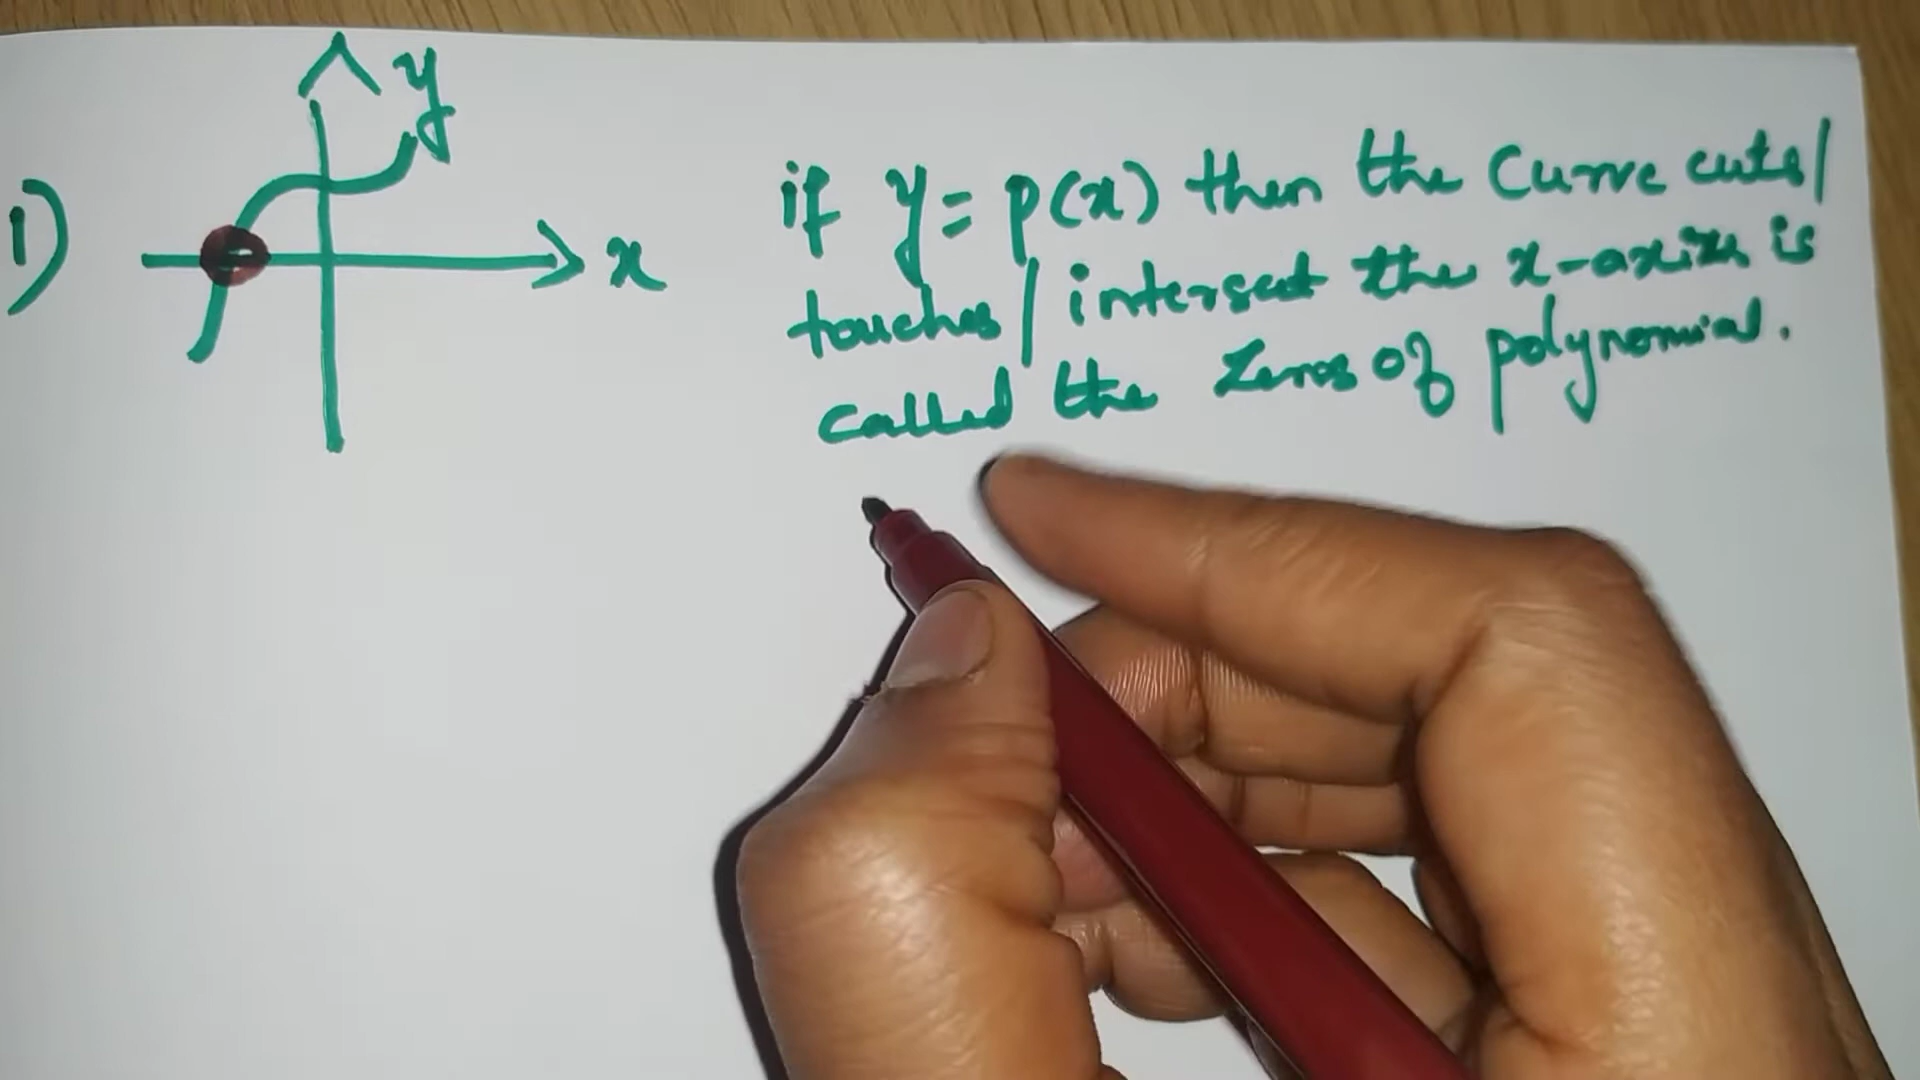 1)
y
x
if y = p(x) then the curve cuts/
touches / intersect the x-axis is
called the zeros of polynomial.